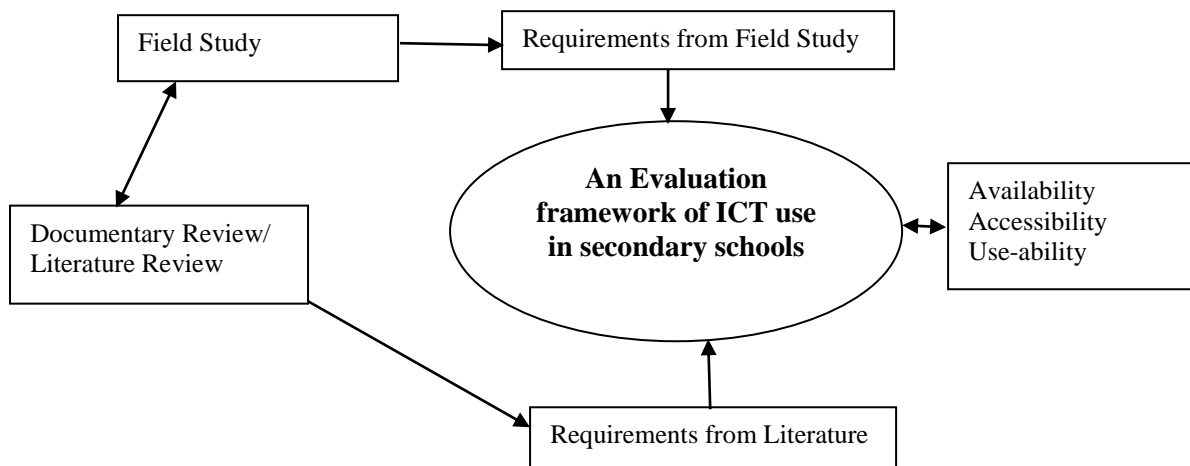 Field Study
Requirements from Field Study
An Evaluation
framework of ICT use
in secondary schools
Availability
Accessibility
Use-ability
Documentary Review/
Literature Review
Requirements from Literature